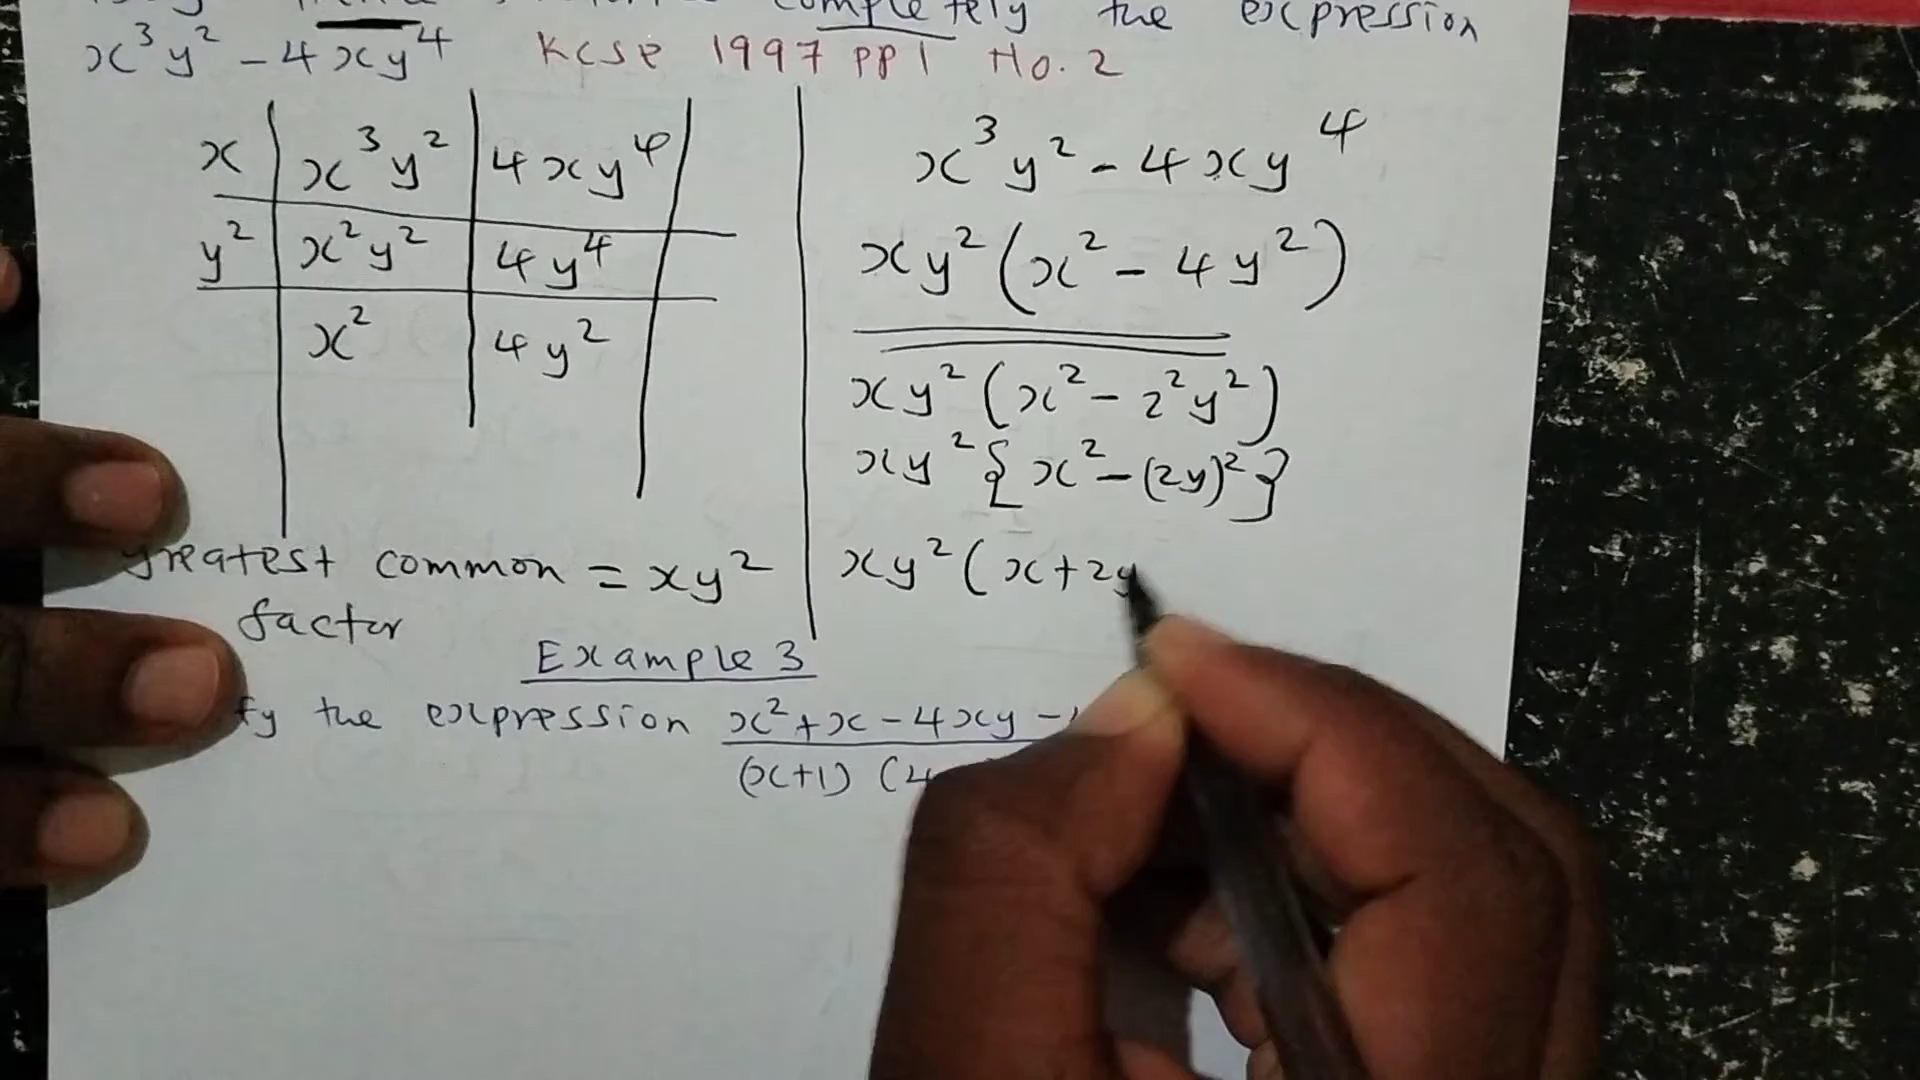 completely the expression
x³y² - 4xy⁴ KCSE 1997 PP1 No. 2
x | x³y² | 4xy⁴
y² | x²y² | 4y⁴
x² | 4y²
greatest common = xy²
factor
x³y² - 4xy⁴
xy²(x² - 4y²)
xy²(x² - 2²y²)
xy²{x² - (2y)²}
xy²(x+2y
Example 3
fy the expression x²+x-4xy-
(x+1) (4